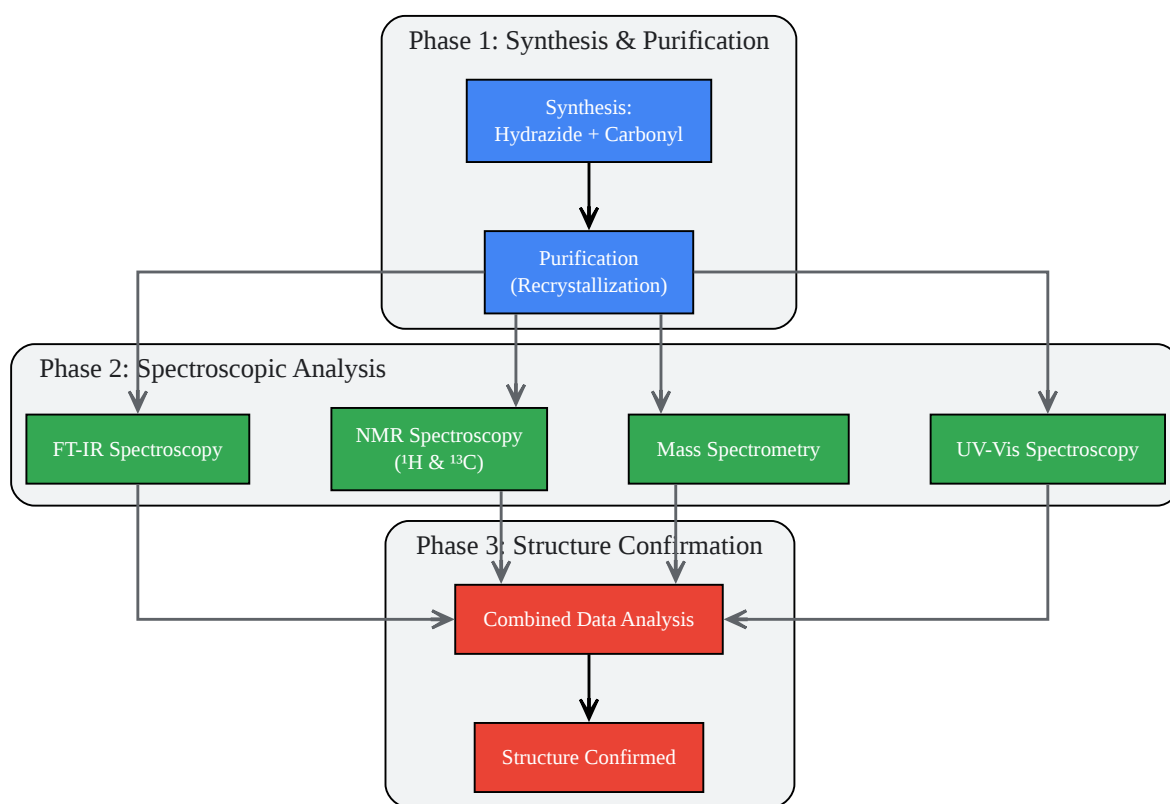 Phase 1: Synthesis & Purification
Synthesis:
Hydrazide + Carbonyl
Purification
(Recrystallization)
Phase 2: Spectroscopic Analysis
FT-IR Spectroscopy
NMR Spectroscopy
(¹H & ¹³C)
Mass Spectrometry
UV-Vis Spectroscopy
Phase 3: Structure Confirmation
Combined Data Analysis
Structure Confirmed